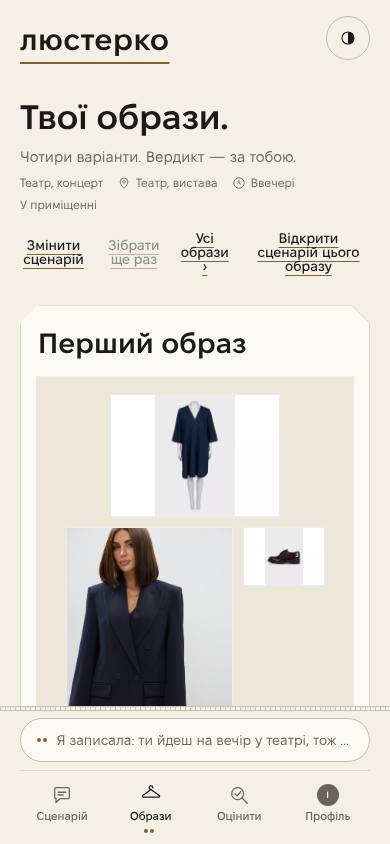 люстерко
Твої образи.
Чотири варіанти. Вердикт — за тобою.
Театр, концерт Театр, вистава Ввечері
У приміщенні
Змінити
сценарій
Зібрати
ще раз
Усі
образи
›
Відкрити
сценарій цього
образу
Перший образ
Я записала: ти йдеш на вечір у театрі, тож ...
Сценарій Образи Оцінити Профіль